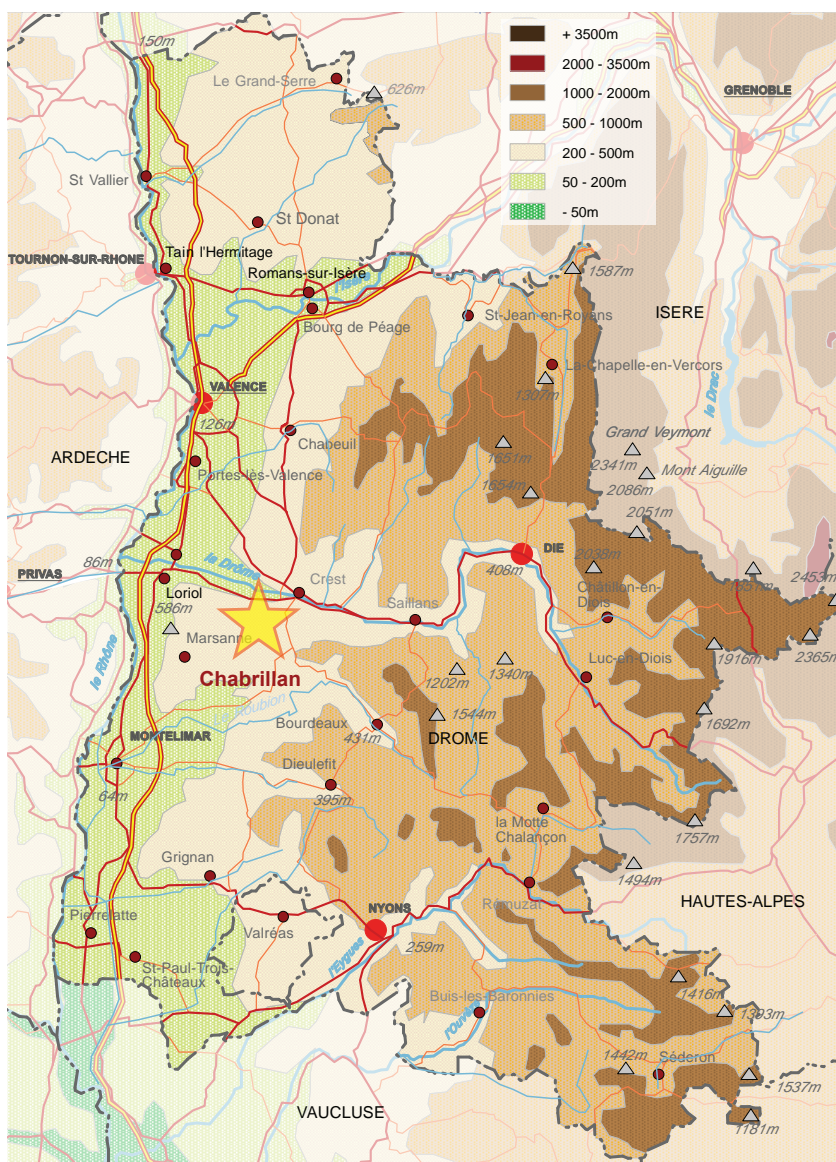 150m
+ 3500m
2000 - 3500m
1000 - 2000m
500 - 1000m
200 - 500m
50 - 200m
- 50m
Le Grand-Serre
626m
GRENOBLE
St Vallier
St Donat
Tain l'Hermitage
TOURNON-SUR-RHONE
Romans-sur-Isère
1587m
Bourg de Péage
St-Jean-en-Royans
ISERE
La-Chapelle-en-Vercors
1307m
le Drac
VALENCE
126m
Chabeuil
Grand Veymont
ARDECHE
1651m
2341m
Mont Aiguille
Portes-lès-Valence
1654m
2086m
2051m
86m
le Drôme
DIE
2038m
PRIVAS
408m
2453m
Loriol
Crest
Châtillon-en-
Diois
586m
Saillans
Marsanne
1916m
2365m
Chabrillan
Luc-en-Diois
le Rhône
1202m
1340m
1544m
1692m
Bourdeaux
431m
MONTELIMAR
DROME
Dieulefit
64m
395m
la Motte
Chalançon
1757m
Grignan
1494m
Rémuzat
HAUTES-ALPES
NYONS
Pierrelatte
Valréas
259m
St-Paul-Trois-
Châteaux
l'Eygues
Buis-les-Baronnies
1416m
1393m
1442m
Séderon
1537m
VAUCLUSE
1181m